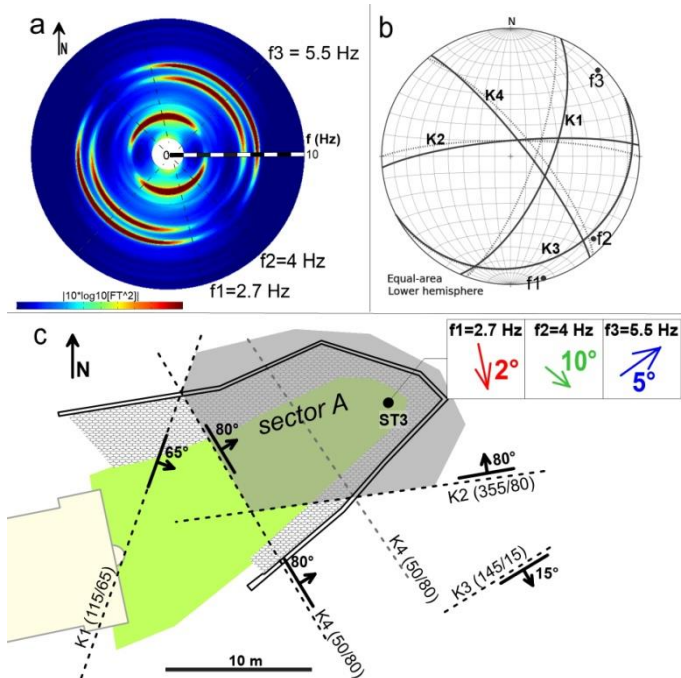 a
N
f3 = 5.5 Hz
f (Hz)
0
10
f2=4 Hz
f1=2.7 Hz
|10*log10[FT^2]|
b
N
f3
K4
K1
K2
K3
f2
f1
Equal-area
Lower hemisphere
c
N
f1=2.7 Hz f2=4 Hz f3=5.5 Hz
2° 10° 5°
sector A
ST3
80°
65°
80°
K2 (355/80)
K4 (50/80)
K3 (145/15)
15°
80°
K1 (115/65)
K4 (50/80)
10 m